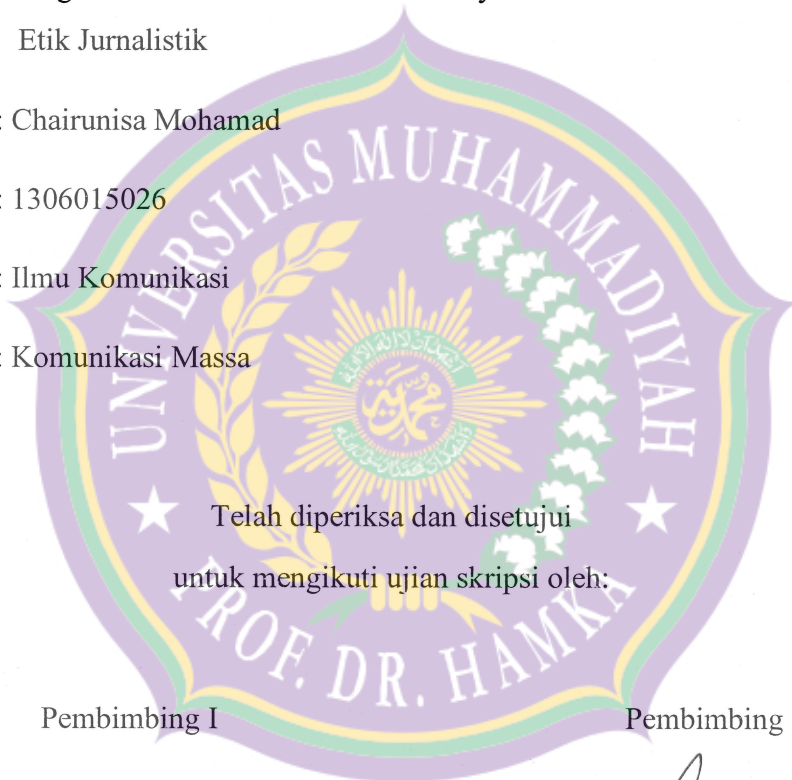 Etik Jurnalistik
: Chairunisa Mohamad
: 1306015026
: Ilmu Komunikasi
: Komunikasi Massa
UNIVERSITAS MUHAMMADIYAH
PROF. DR. HAMKA
Telah diperiksa dan disetujui
untuk mengikuti ujian skripsi oleh:
Pembimbing I Pembimbing